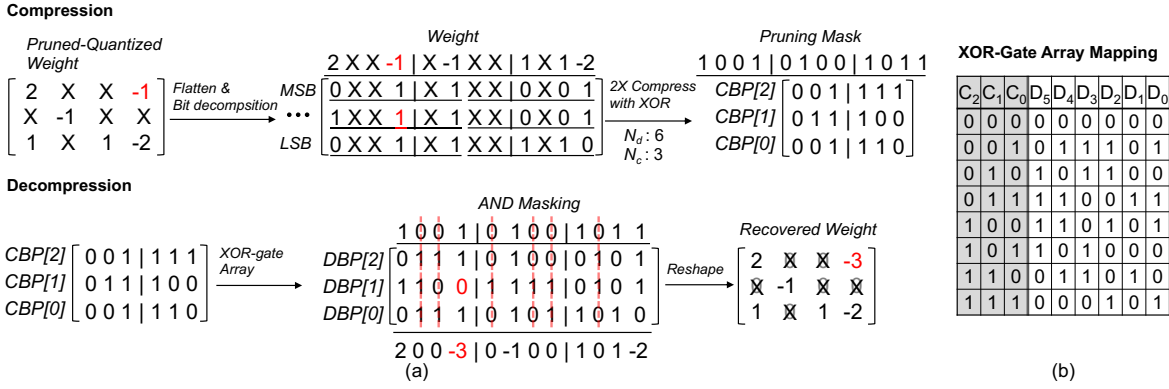 Compression
Pruned-Quantized
Weight
2 X X -1
X -1 X X
1 X 1 -2
Flatten &
Bit decompsition
Weight
2 X X -1 | X -1 X X | 1 X 1 -2
MSB 0 X X 1 | X 1 X X | 0 X 0 1
••• 1 X X 1 | X 1 X X | 0 X 0 1
LSB 0 X X 1 | X 1 X X | 1 X 1 0
2X Compress
with XOR
Nd : 6
Nc : 3
Pruning Mask
1 0 0 1 | 0 1 0 0 | 1 0 1 1
CBP[2] 0 0 1 | 1 1 1
CBP[1] 0 1 1 | 1 0 0
CBP[0] 0 0 1 | 1 1 0
Decompression
CBP[2] 0 0 1 | 1 1 1
CBP[1] 0 1 1 | 1 0 0
CBP[0] 0 0 1 | 1 1 0
XOR-gate
Array
AND Masking
1 0 0 1 | 0 1 0 0 | 1 0 1 1
DBP[2] 0 1 1 1 | 0 1 0 0 | 0 1 0 1
DBP[1] 1 1 0 0 | 1 1 1 1 | 0 1 0 1
DBP[0] 0 1 1 1 | 0 1 0 1 | 1 0 1 0
2 0 0 -3 | 0 -1 0 0 | 1 0 1 -2
Reshape
Recovered Weight
2 X X -3
X -1 X X
1 X 1 -2
(a)
XOR-Gate Array Mapping
C2 C1 C0 D5 D4 D3 D2 D1 D0
0 0 0 0 0 0 0 0 0
0 0 1 0 1 1 1 0 1
0 1 0 1 0 1 1 0 0
0 1 1 1 1 0 0 1 1
1 0 0 1 1 0 1 0 1
1 0 1 1 0 1 0 0 0
1 1 0 0 1 1 0 1 0
1 1 1 0 0 0 1 0 1
(b)